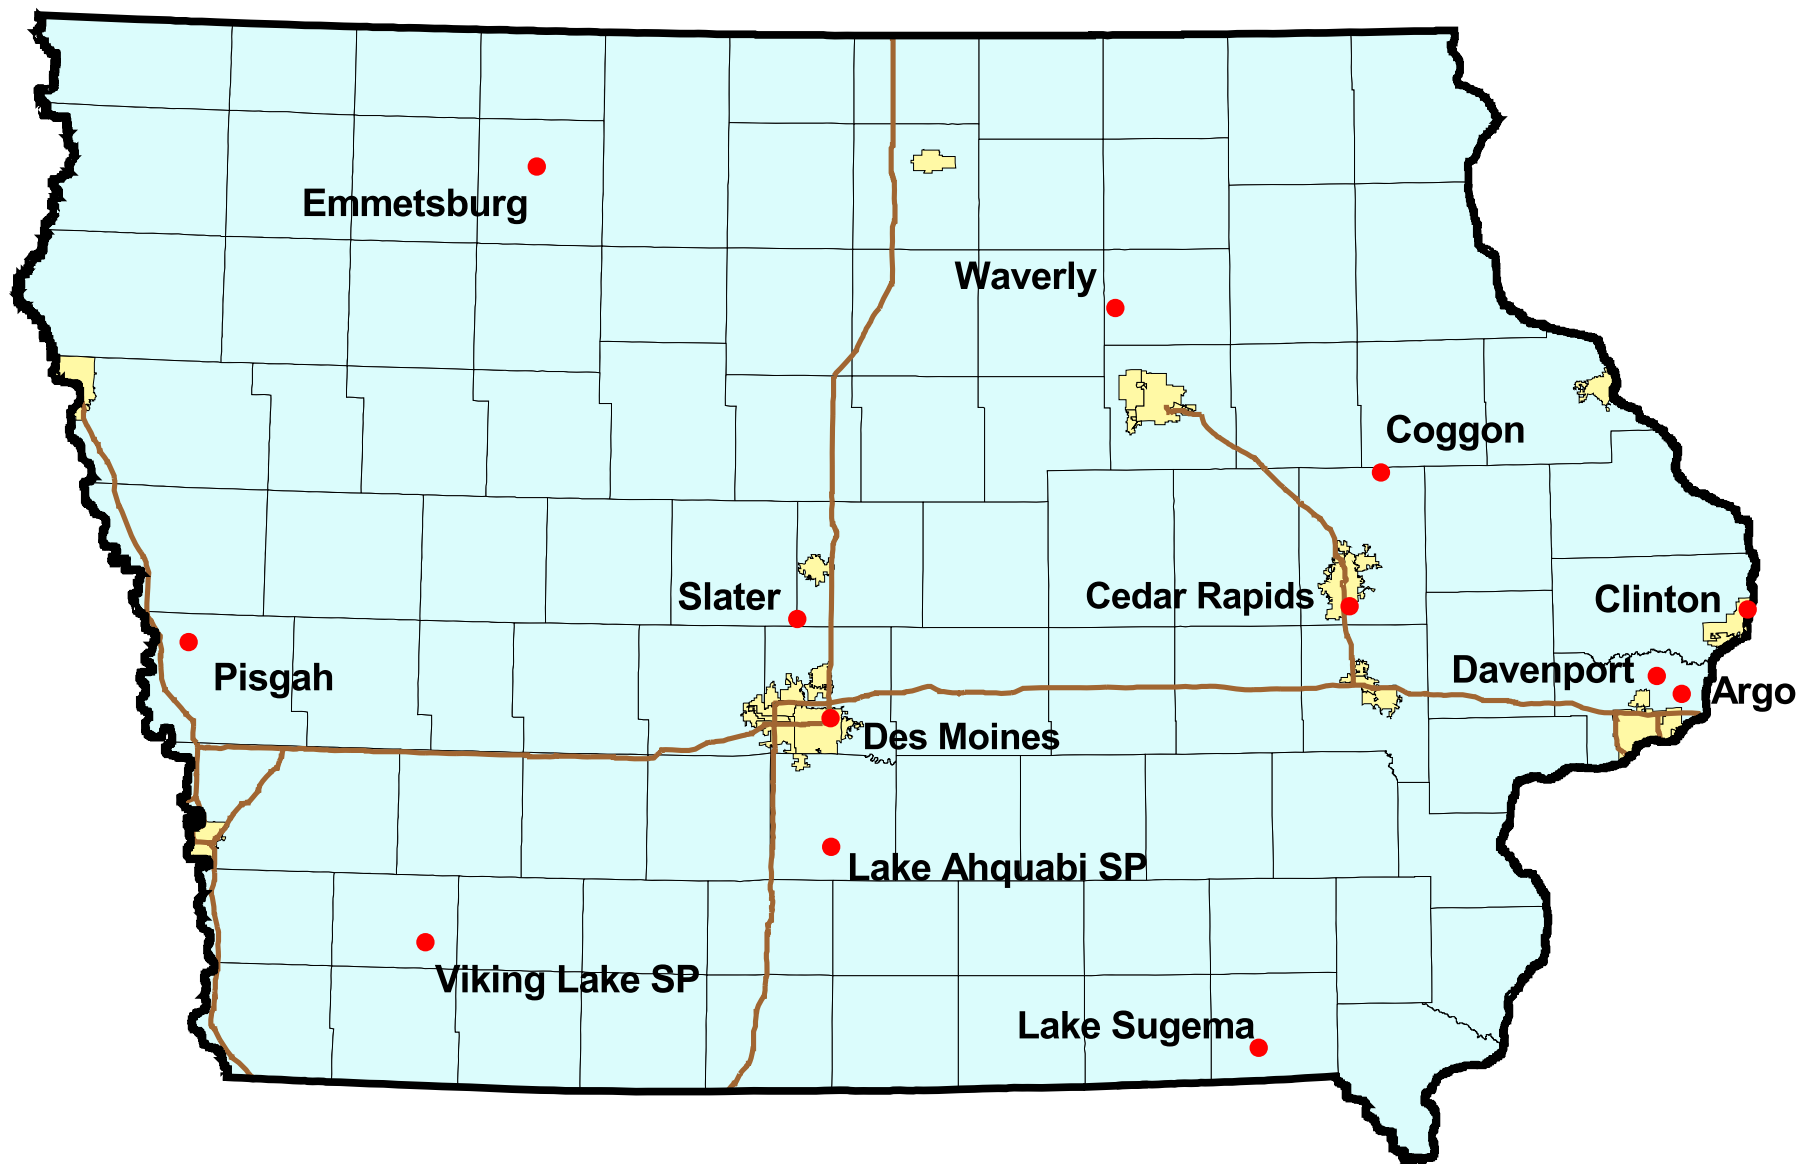 Emmetsburg
Waverly
Coggon
Slater
Cedar Rapids
Clinton
Pisgah
Davenport
Argo
Des Moines
Lake Ahquabi SP
Viking Lake SP
Lake Sugema